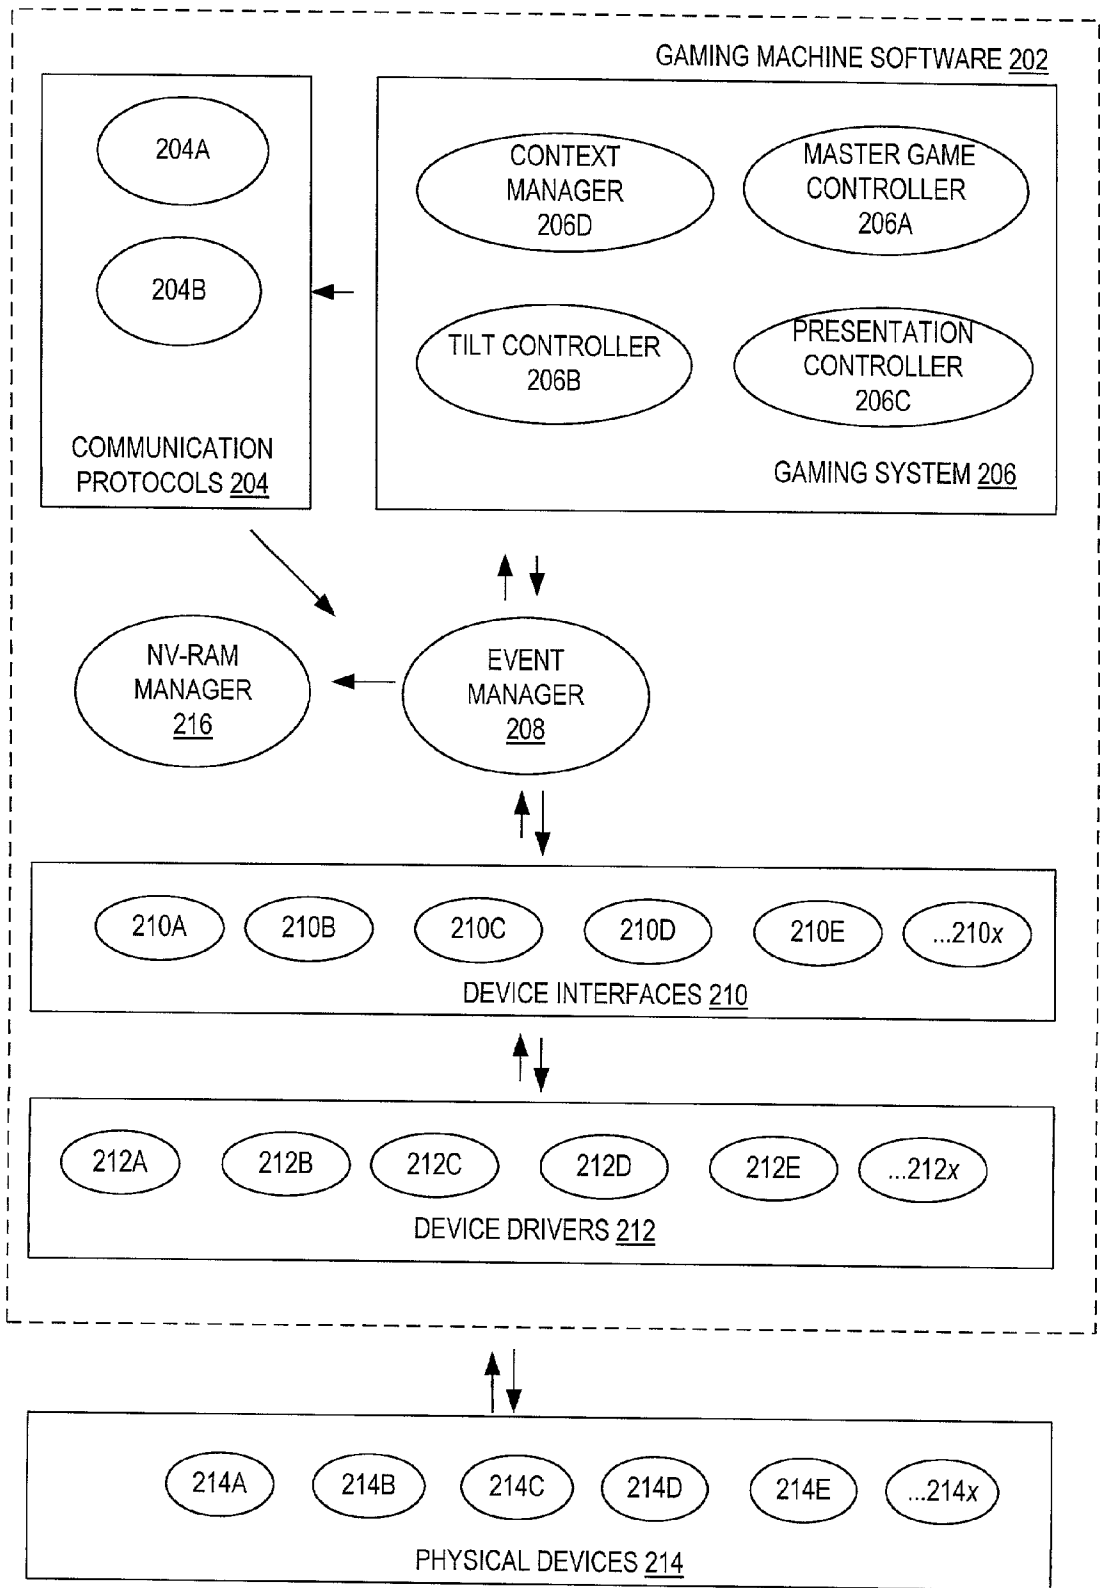 GAMING MACHINE SOFTWARE 202
204A
204B
COMMUNICATION
PROTOCOLS 204
CONTEXT
MANAGER
206D
MASTER GAME
CONTROLLER
206A
TILT CONTROLLER
206B
PRESENTATION
CONTROLLER
206C
GAMING SYSTEM 206
NV-RAM
MANAGER
216
EVENT
MANAGER
208
210A
210B
210C
210D
210E
...210x
DEVICE INTERFACES 210
212A
212B
212C
212D
212E
...212x
DEVICE DRIVERS 212
214A
214B
214C
214D
214E
...214x
PHYSICAL DEVICES 214